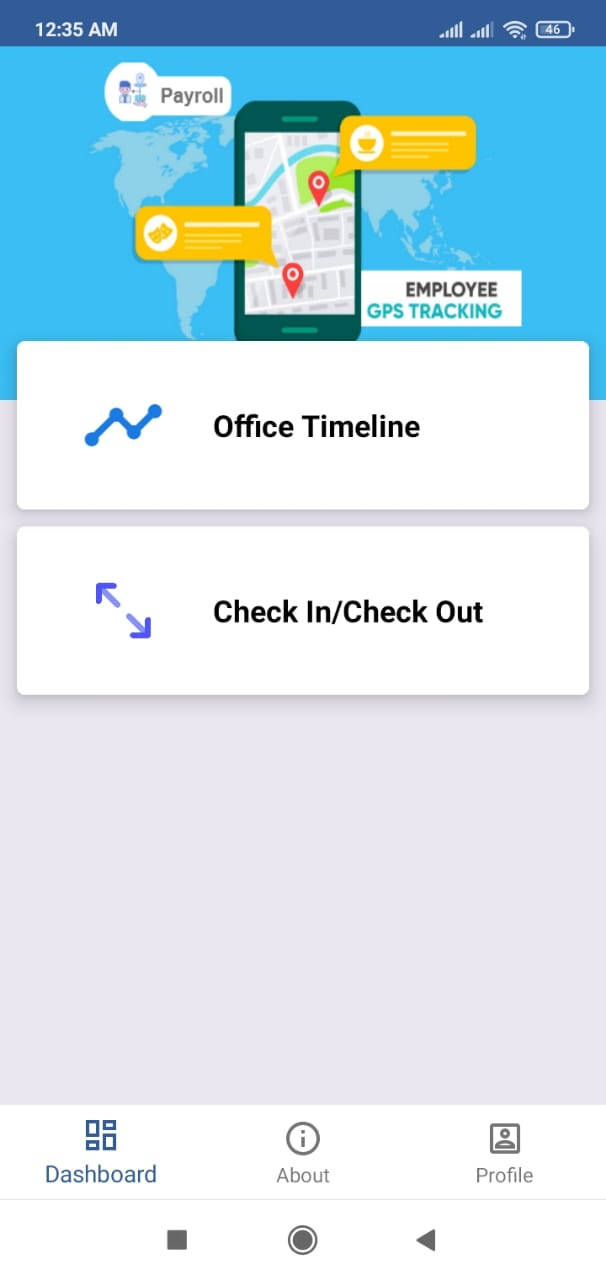 12:35 AM
46
Payroll
EMPLOYEE
GPS TRACKING
Office Timeline
Check In/Check Out
Dashboard
About
Profile